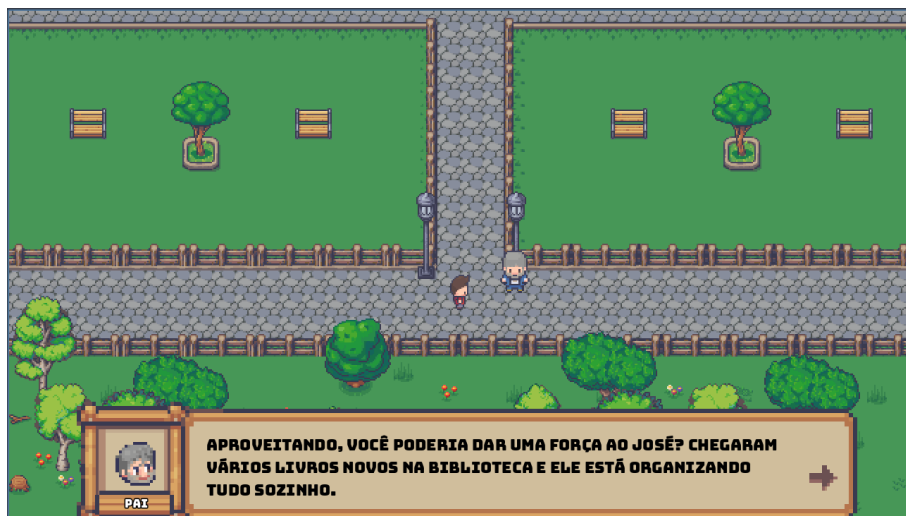 APROVEITANDO, VOCÊ PODERIA DAR UMA FORÇA AO JOSÉ? CHEGARAM
VÁRIOS LIVROS NOVOS NA BIBLIOTECA E ELE ESTÁ ORGANIZANDO
TUDO SOZINHO.
PAI